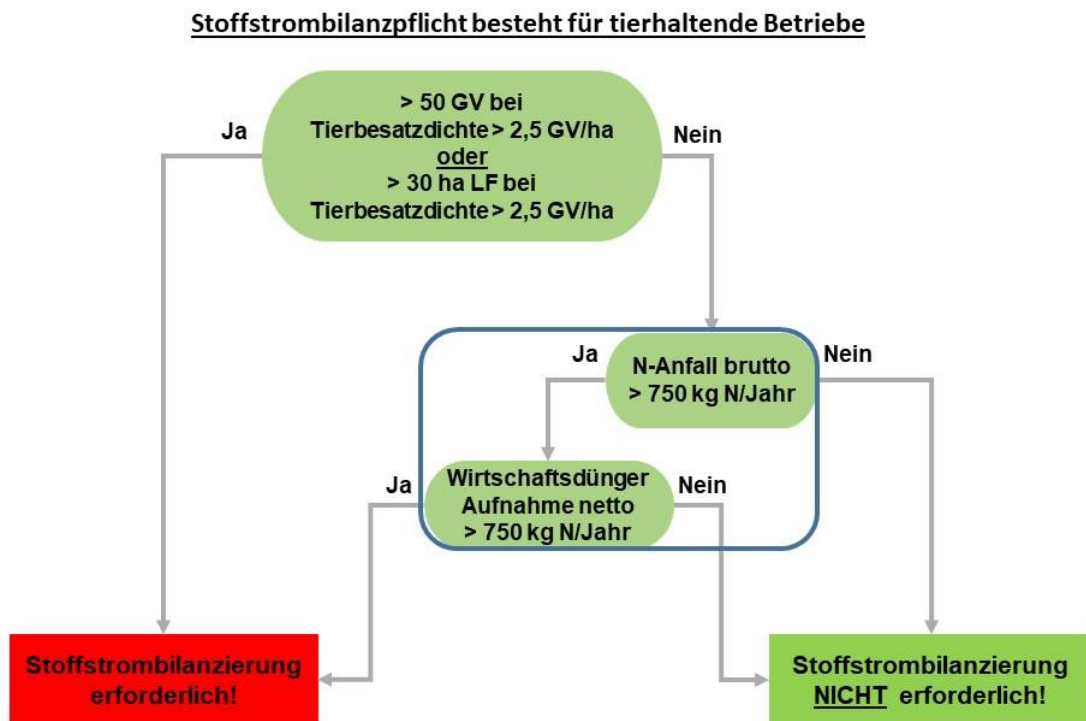 Stoffstrombilanzpflicht besteht für tierhaltende Betriebe
> 50 GV bei
Tierbesatzdichte > 2,5 GV/ha
oder
> 30 ha LF bei
Tierbesatzdichte > 2,5 GV/ha
Ja
Nein
N-Anfall brutto
> 750 kg N/Jahr
Ja
Nein
Wirtschaftsdünger
Aufnahme netto
> 750 kg N/Jahr
Ja
Nein
Stoffstrombilanzierung
erforderlich!
Stoffstrombilanzierung
NICHT erforderlich!